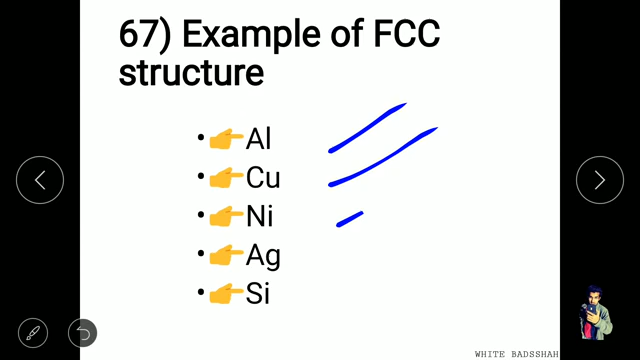 67) Example of FCC
structure
• 👉Al
• 👉Cu
• 👉Ni
• 👉Ag
• 👉Si
WHITE BADSSHAH